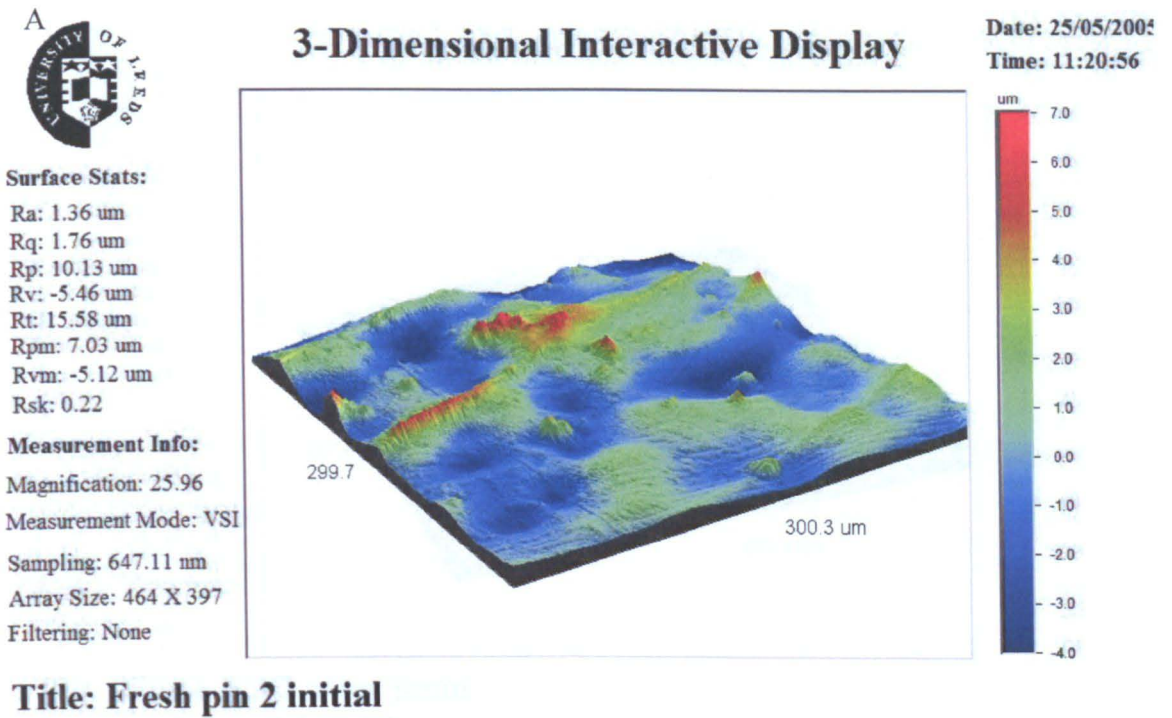 A
UNIVERSITY OF LEEDS
3-Dimensional Interactive Display
Date: 25/05/2005
Time: 11:20:56
Surface Stats:
Ra: 1.36 um
Rq: 1.76 um
Rp: 10.13 um
Rv: -5.46 um
Rt: 15.58 um
Rpm: 7.03 um
Rvm: -5.12 um
Rsk: 0.22
Measurement Info:
Magnification: 25.96
Measurement Mode: VSI
Sampling: 647.11 nm
Array Size: 464 X 397
Filtering: None
299.7
300.3 um
um
7.0
6.0
5.0
4.0
3.0
2.0
1.0
0.0
-1.0
-2.0
-3.0
-4.0
Title: Fresh pin 2 initial